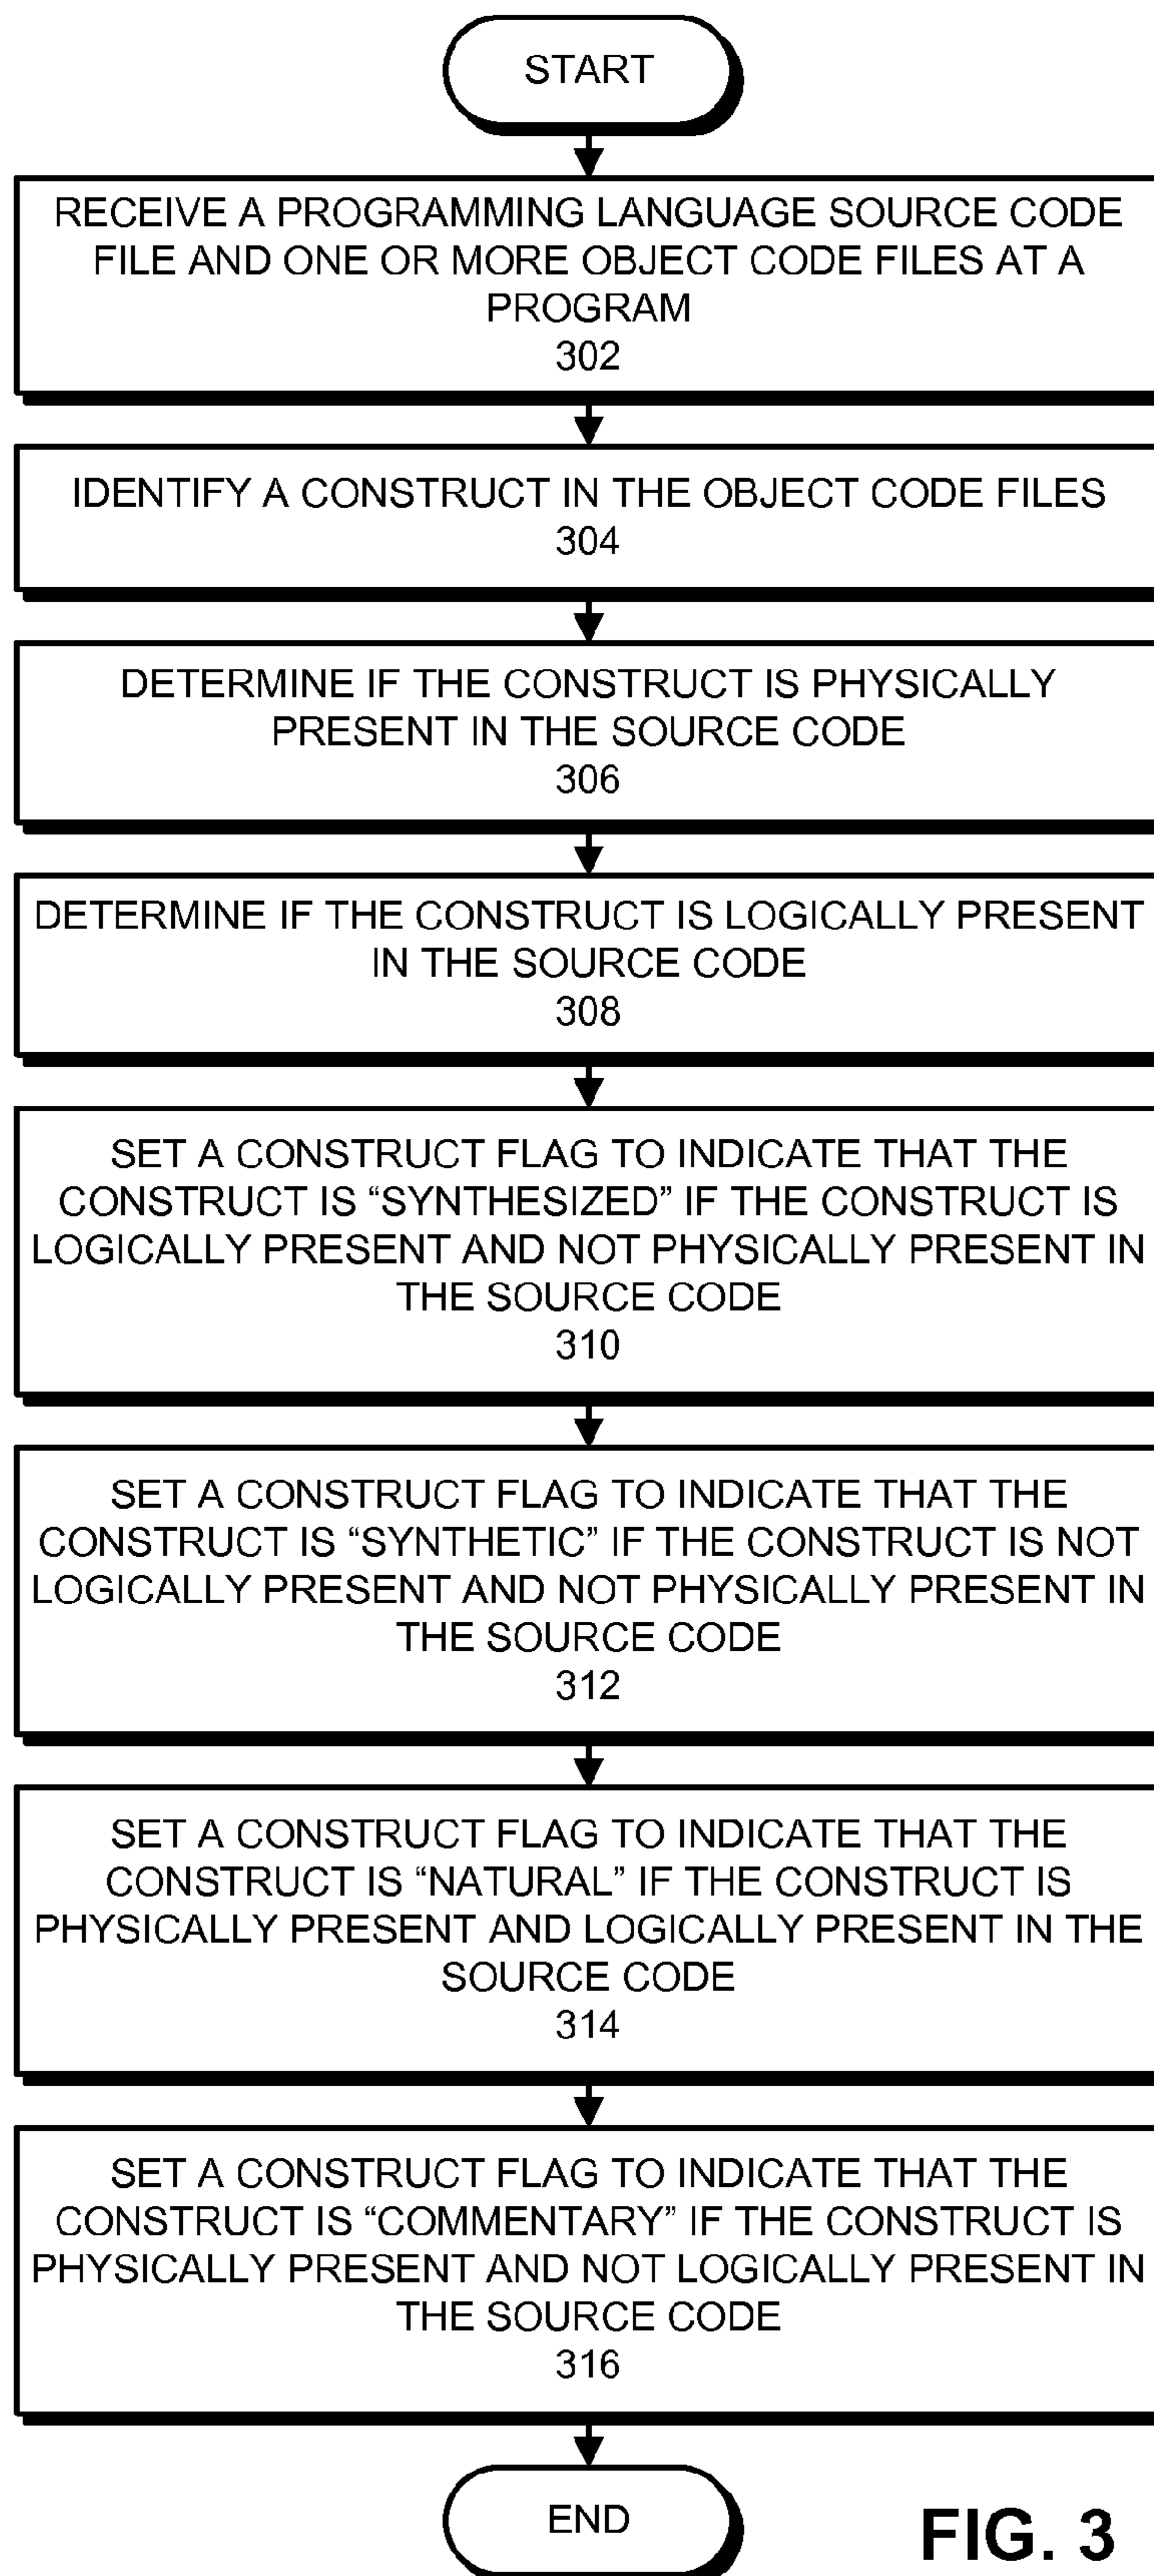 START
RECEIVE A PROGRAMMING LANGUAGE SOURCE CODE
FILE AND ONE OR MORE OBJECT CODE FILES AT A
PROGRAM
302
IDENTIFY A CONSTRUCT IN THE OBJECT CODE FILES
304
DETERMINE IF THE CONSTRUCT IS PHYSICALLY
PRESENT IN THE SOURCE CODE
306
DETERMINE IF THE CONSTRUCT IS LOGICALLY PRESENT
IN THE SOURCE CODE
308
SET A CONSTRUCT FLAG TO INDICATE THAT THE
CONSTRUCT IS “SYNTHESIZED” IF THE CONSTRUCT IS
LOGICALLY PRESENT AND NOT PHYSICALLY PRESENT IN
THE SOURCE CODE
310
SET A CONSTRUCT FLAG TO INDICATE THAT THE
CONSTRUCT IS “SYNTHETIC” IF THE CONSTRUCT IS NOT
LOGICALLY PRESENT AND NOT PHYSICALLY PRESENT IN
THE SOURCE CODE
312
SET A CONSTRUCT FLAG TO INDICATE THAT THE
CONSTRUCT IS “NATURAL” IF THE CONSTRUCT IS
PHYSICALLY PRESENT AND LOGICALLY PRESENT IN THE
SOURCE CODE
314
SET A CONSTRUCT FLAG TO INDICATE THAT THE
CONSTRUCT IS “COMMENTARY” IF THE CONSTRUCT IS
PHYSICALLY PRESENT AND NOT LOGICALLY PRESENT IN
THE SOURCE CODE
316
END
FIG. 3